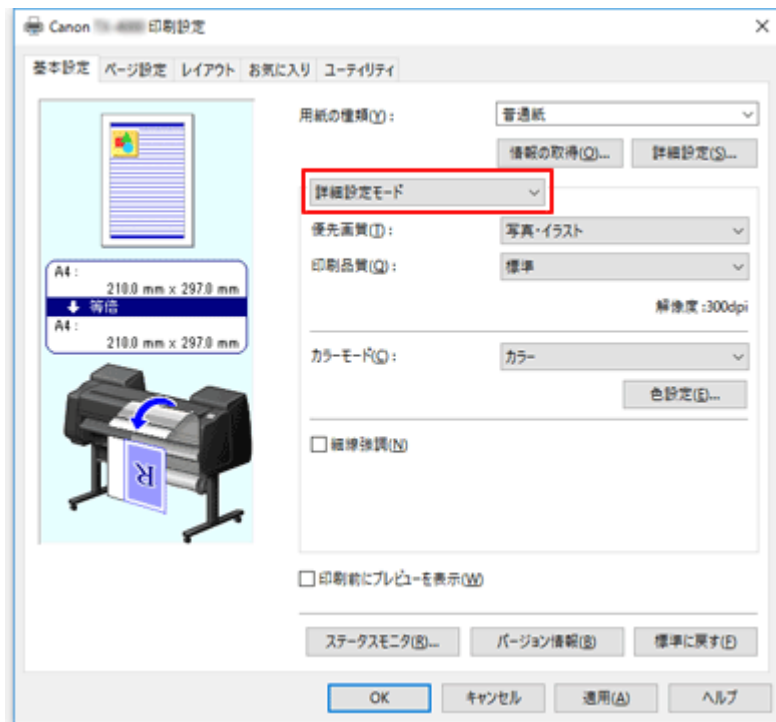 Canon 印刷設定
基本設定 ページ設定 レイアウト お気に入り ユーティリティ
用紙の種類(Y): 普通紙
情報の取得(O)... 詳細設定(S)...
詳細設定モード
優先画質(T): 写真・イラスト
印刷品質(Q): 標準
解像度:300dpi
カラーモード(C): カラー
色設定(E)...
細線強調(N)
A4:
210.0 mm x 297.0 mm
等倍
A4:
210.0 mm x 297.0 mm
R
印刷前にプレビューを表示(W)
ステータスモニタ(R)... バージョン情報(B) 標準に戻す(F)
OK キャンセル 適用(A) ヘルプ